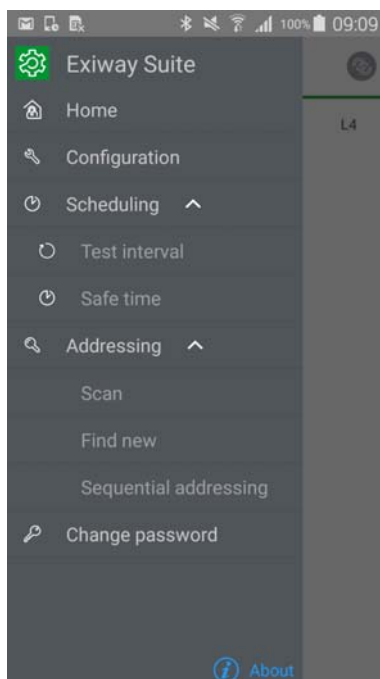 100% 09:09
Exiway Suite
Home
L4
Configuration
Scheduling
Test interval
Safe time
Addressing
Scan
Find new
Sequential addressing
Change password
About